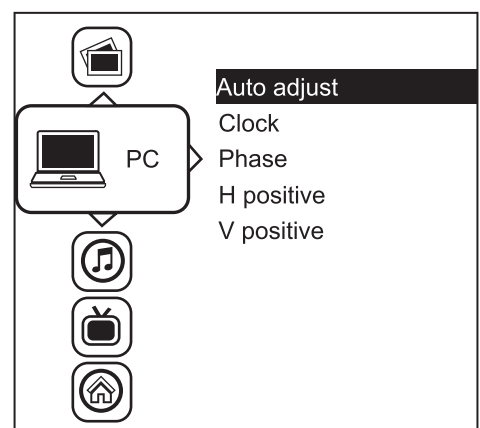 Auto adjust
Clock
PC
Phase
H positive
V positive